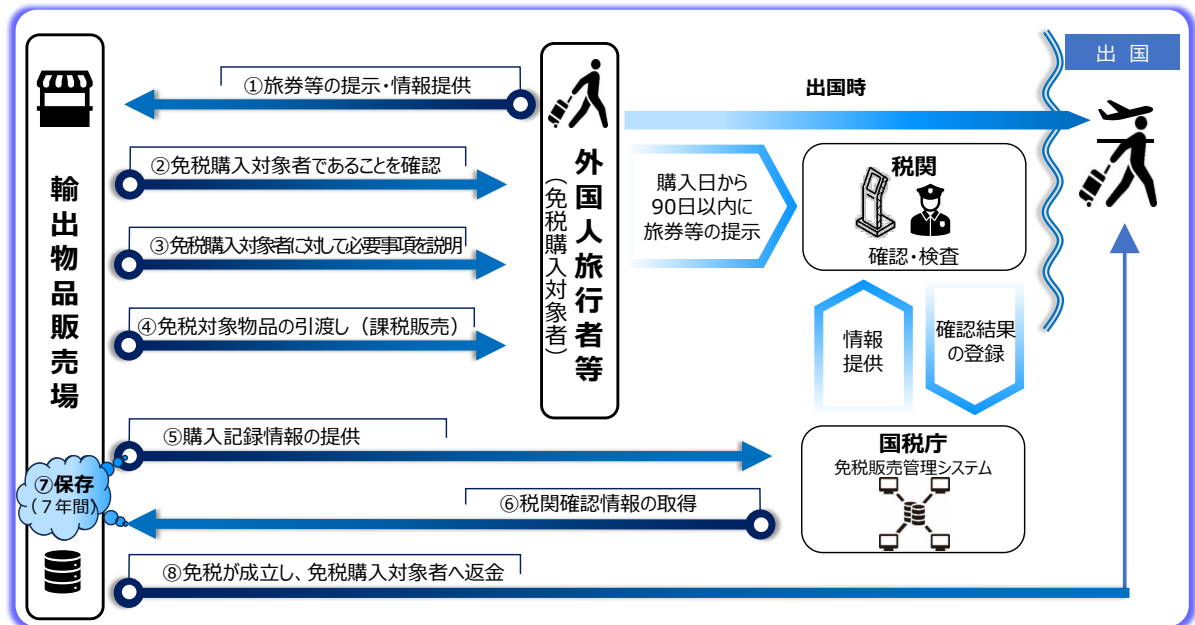 出 国
①旅券等の提示・情報提供
出国時
②免税購入対象者であることを確認
③免税購入対象者に対して必要事項を説明
④免税対象物品の引渡し（課税販売）
輸出物品販売場
外国人旅行者等
（免税購入対象者）
購入日から
90日以内に
旅券等の提示
税関
確認・検査
情報
提供
確認結果
の登録
⑤購入記録情報の提供
国税庁
免税販売管理システム
⑥税関確認情報の取得
⑦保存
（７年間）
⑧免税が成立し、免税購入対象者へ返金